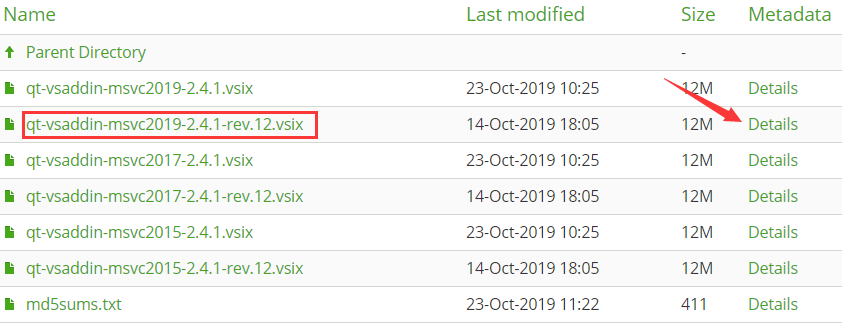 Name Last modified Size Metadata
Parent Directory -
qt-vsaddin-msvc2019-2.4.1.vsix 23-Oct-2019 10:25 12M Details
qt-vsaddin-msvc2019-2.4.1-rev.12.vsix 14-Oct-2019 18:05 12M Details
qt-vsaddin-msvc2017-2.4.1.vsix 23-Oct-2019 10:25 12M Details
qt-vsaddin-msvc2017-2.4.1-rev.12.vsix 14-Oct-2019 18:05 12M Details
qt-vsaddin-msvc2015-2.4.1.vsix 23-Oct-2019 10:25 12M Details
qt-vsaddin-msvc2015-2.4.1-rev.12.vsix 14-Oct-2019 18:05 12M Details
md5sums.txt 23-Oct-2019 11:22 411 Details